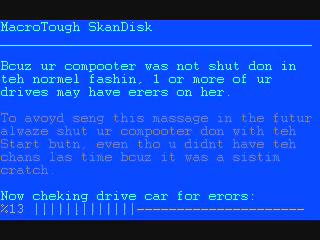 MacroTough SkanDisk
Bcuz ur compooter was not shut don in
teh normel fashin, 1 or more of ur
drives may have erers on her.
To avoyd seng this massage in the futur
alwaze shut ur compooter don with teh
Start butn, even tho u didnt have teh
chans las time bcuz it was a sistim
cratch.
Now cheking drive car for erors:
%13 ||||||||||||||----------------------